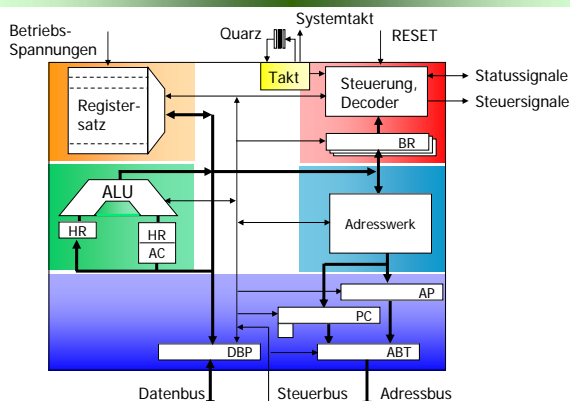 Betriebs-
Spannungen
Quarz
Systemtakt
RESET
Takt
Steuerung,
Decoder
Statussignale
Steuersignale
Register-
satz
BR
ALU
HR
HR
AC
Adresswerk
AP
PC
DBP
ABT
Datenbus
Steuerbus
Adressbus